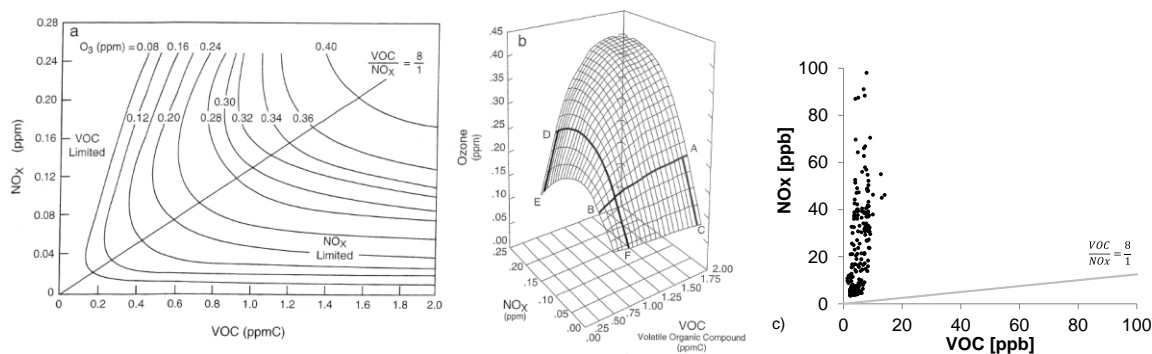 a
0.28
0.24
0.20
0.16
0.12
0.08
0.04
0
NOX (ppm)
O3 (ppm) = 0.08 0.16 0.24 0.40
0.30
0.12 0.20 0.28 0.32 0.34 0.36
VOC
NOX
=
8
1
VOC
Limited
NOX
Limited
0 0.2 0.4 0.6 0.8 1.0 1.2 1.4 1.6 1.8 2.0
VOC (ppmC)
b
.45
.40
.35
.30
.25
.20
.15
.10
.05
.00
Ozone
(ppm)
D
A
E
B
C
F
.25
.20
.15
.10
.05
.00
NOX
(ppm)
.00
.25
.50
.75
1.00
1.25
1.50
1.75
2.00
VOC
Volatile Organic Compound
(ppmC)
c)
100
80
60
40
20
0
NOx [ppb]
VOC
NOx
=
8
1
0 20 40 60 80 100
VOC [ppb]